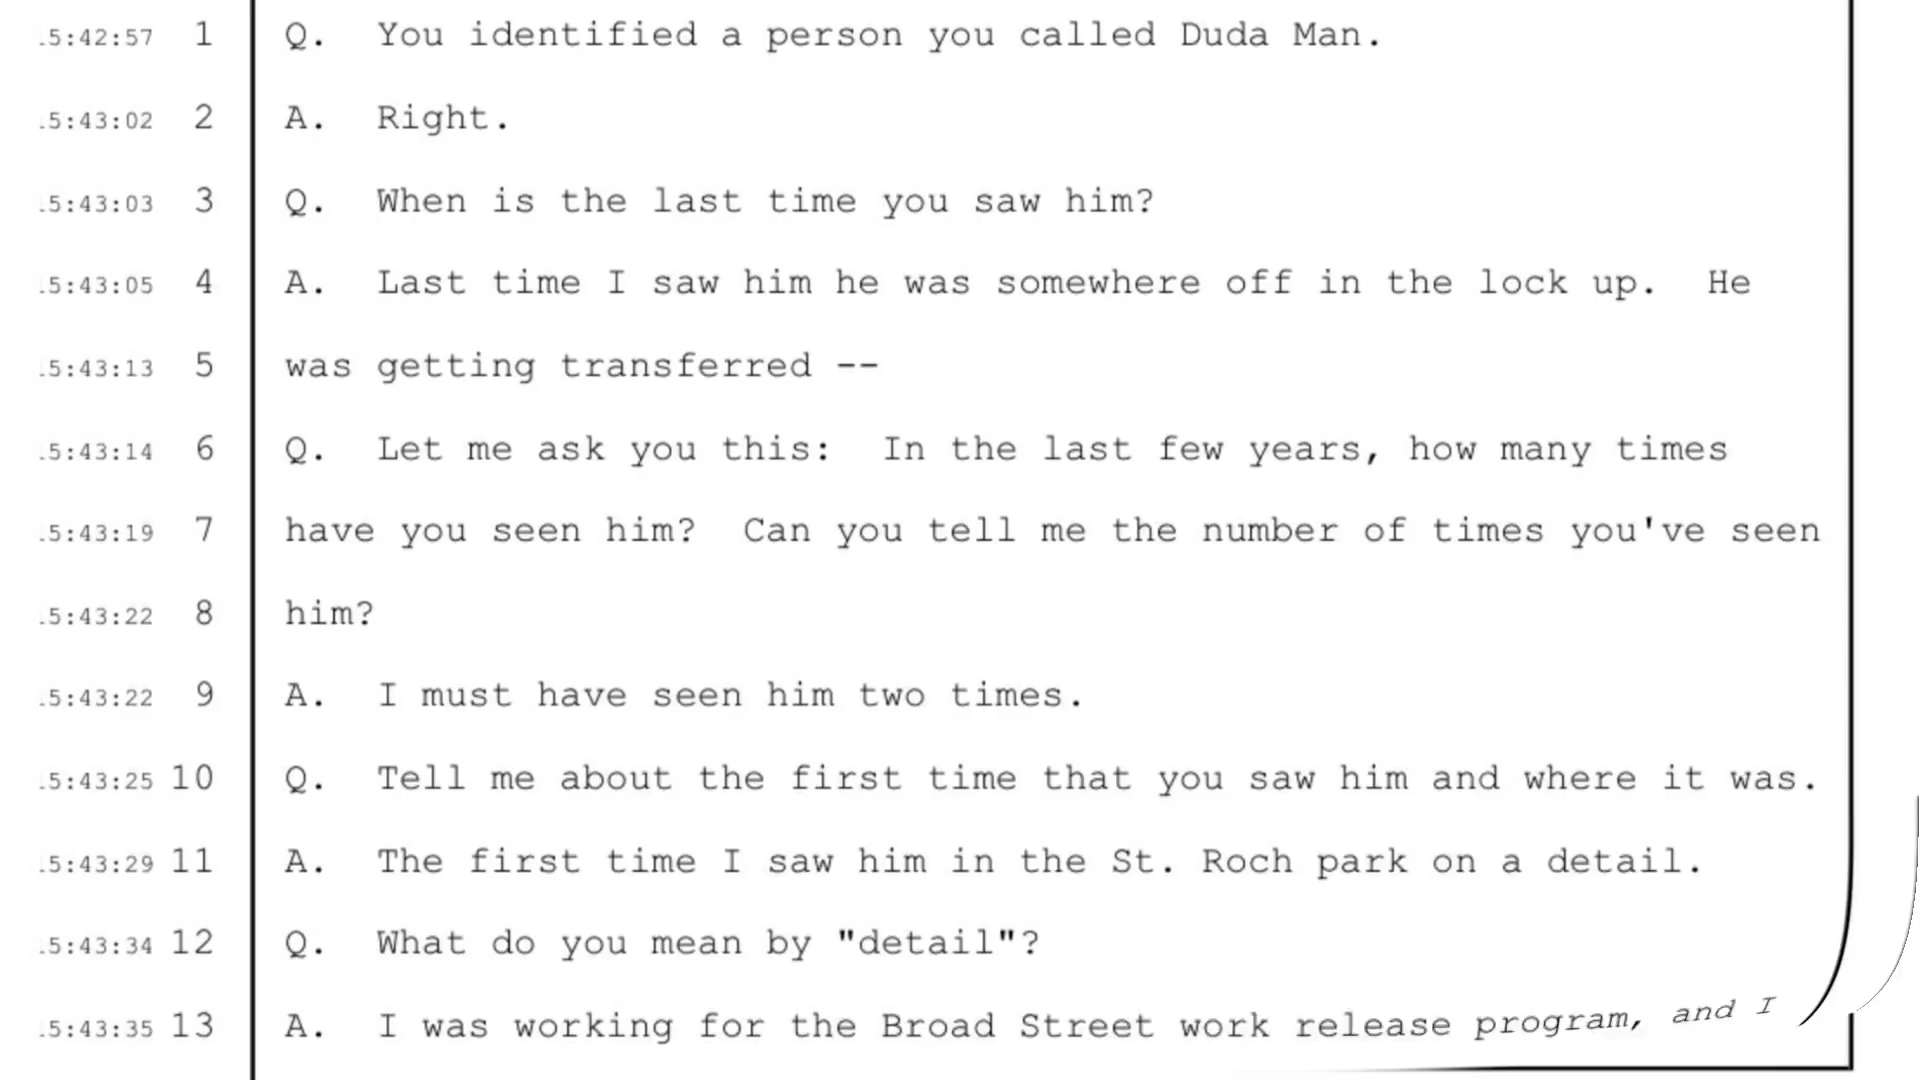 .5:42:57 1 Q. You identified a person you called Duda Man.
.5:43:02 2 A. Right.
.5:43:03 3 Q. When is the last time you saw him?
.5:43:05 4 A. Last time I saw him he was somewhere off in the lock up. He
.5:43:13 5 was getting transferred --
.5:43:14 6 Q. Let me ask you this: In the last few years, how many times
.5:43:19 7 have you seen him? Can you tell me the number of times you've seen
.5:43:22 8 him?
.5:43:22 9 A. I must have seen him two times.
.5:43:25 10 Q. Tell me about the first time that you saw him and where it was.
.5:43:29 11 A. The first time I saw him in the St. Roch park on a detail.
.5:43:34 12 Q. What do you mean by "detail"?
.5:43:35 13 A. I was working for the Broad Street work release program, and I